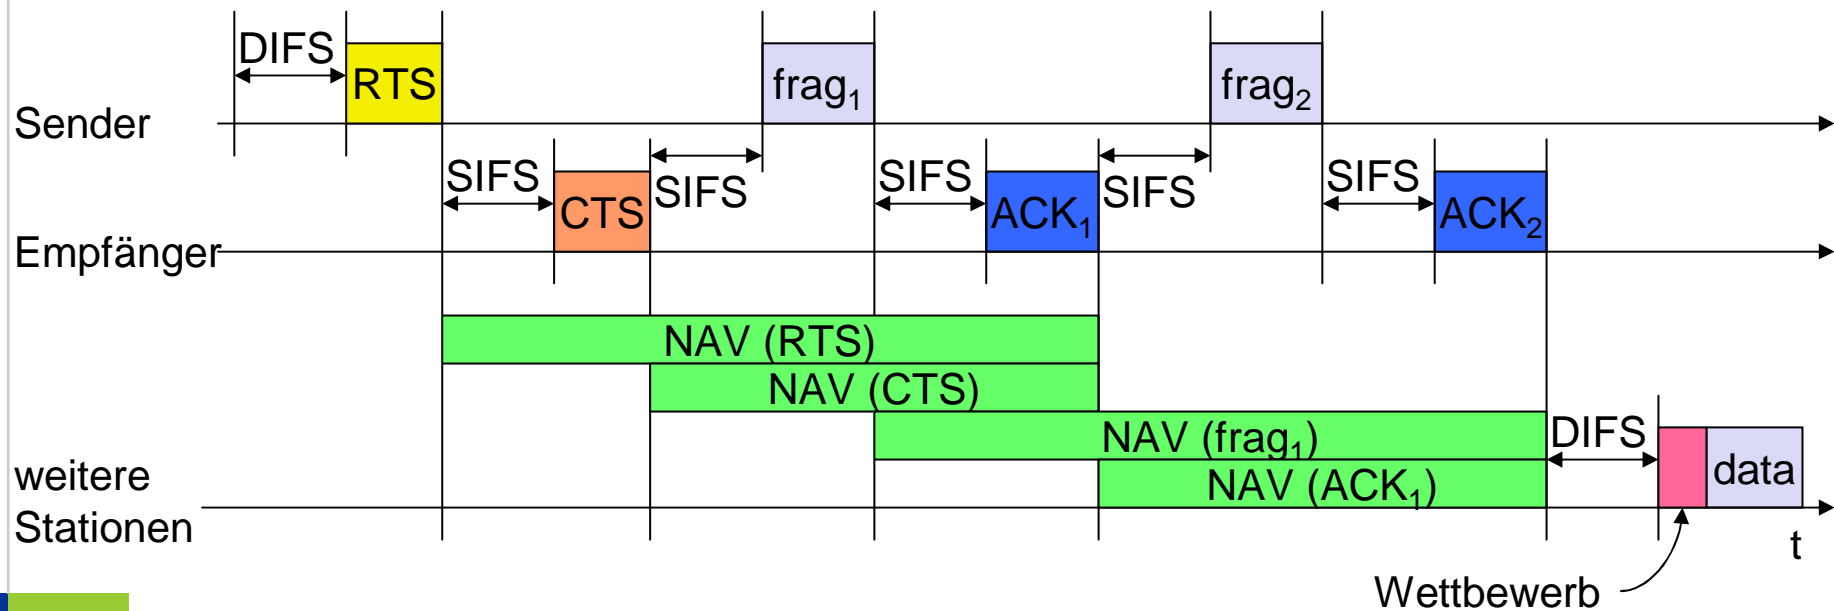 DIFS
RTS
frag₁
frag₂
Sender
SIFS
CTS
SIFS
SIFS
ACK₁
SIFS
SIFS
ACK₂
Empfänger
NAV (RTS)
NAV (CTS)
NAV (frag₁)
NAV (ACK₁)
DIFS
data
weitere
Stationen
t
Wettbewerb